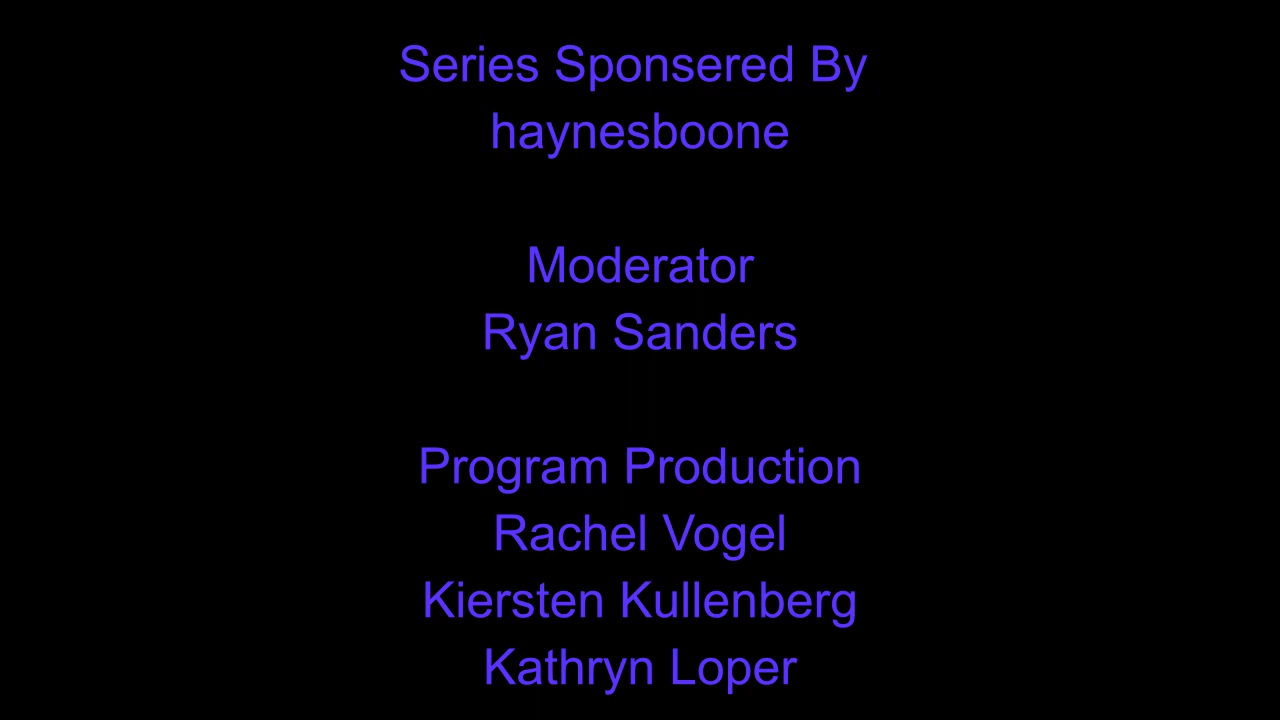 Series Sponsered By
haynesboone
Moderator
Ryan Sanders
Program Production
Rachel Vogel
Kiersten Kullenberg
Kathryn Loper